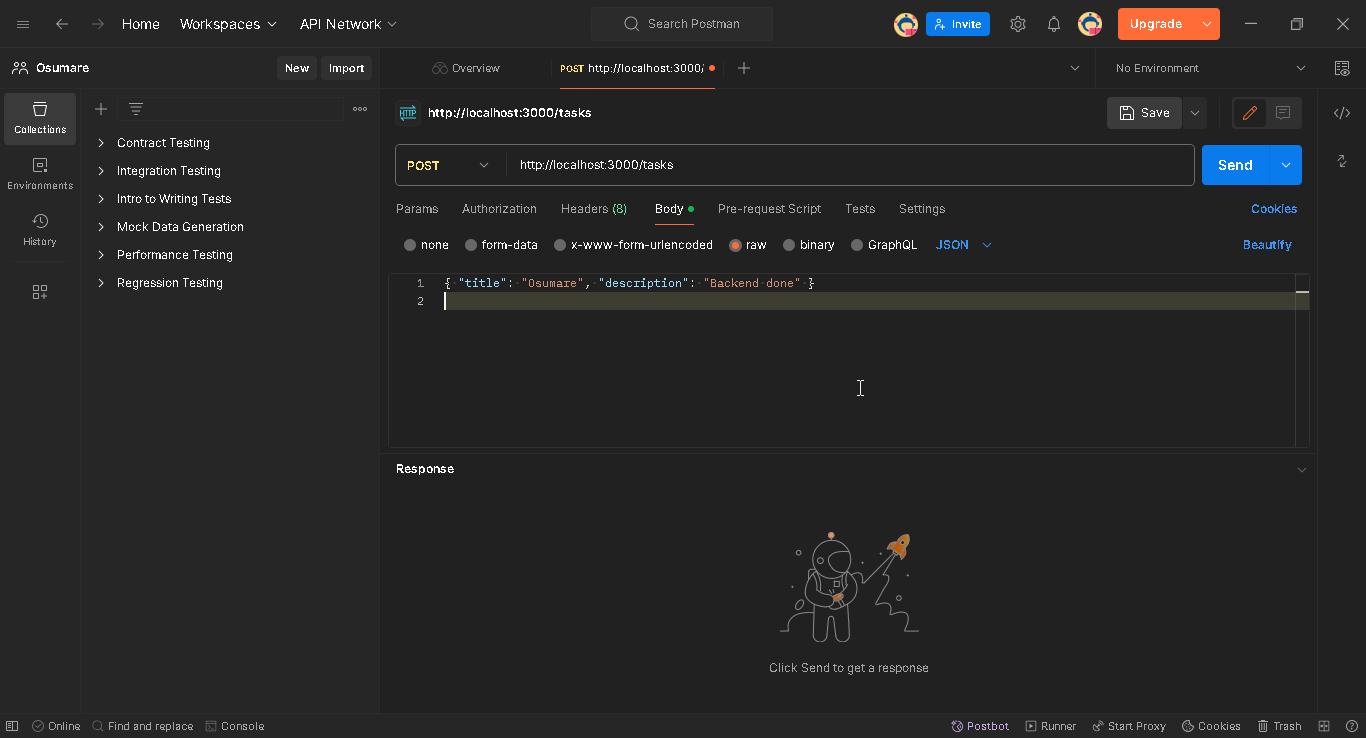 Home Workspaces API Network Search Postman Invite Upgrade
Osumare New Import Overview POST http://localhost:3000/ No Environment
http://localhost:3000/tasks Save
Collections
Environments
History
Contract Testing
Integration Testing
Intro to Writing Tests
Mock Data Generation
Performance Testing
Regression Testing
POST http://localhost:3000/tasks Send
Params Authorization Headers (8) Body Pre-request Script Tests Settings Cookies
none form-data x-www-form-urlencoded raw binary GraphQL JSON Beautify
1 { "title": "Osumare", "description": "Backend done" }
2
Response
Click Send to get a response
Online Find and replace Console Postbot Runner Start Proxy Cookies Trash